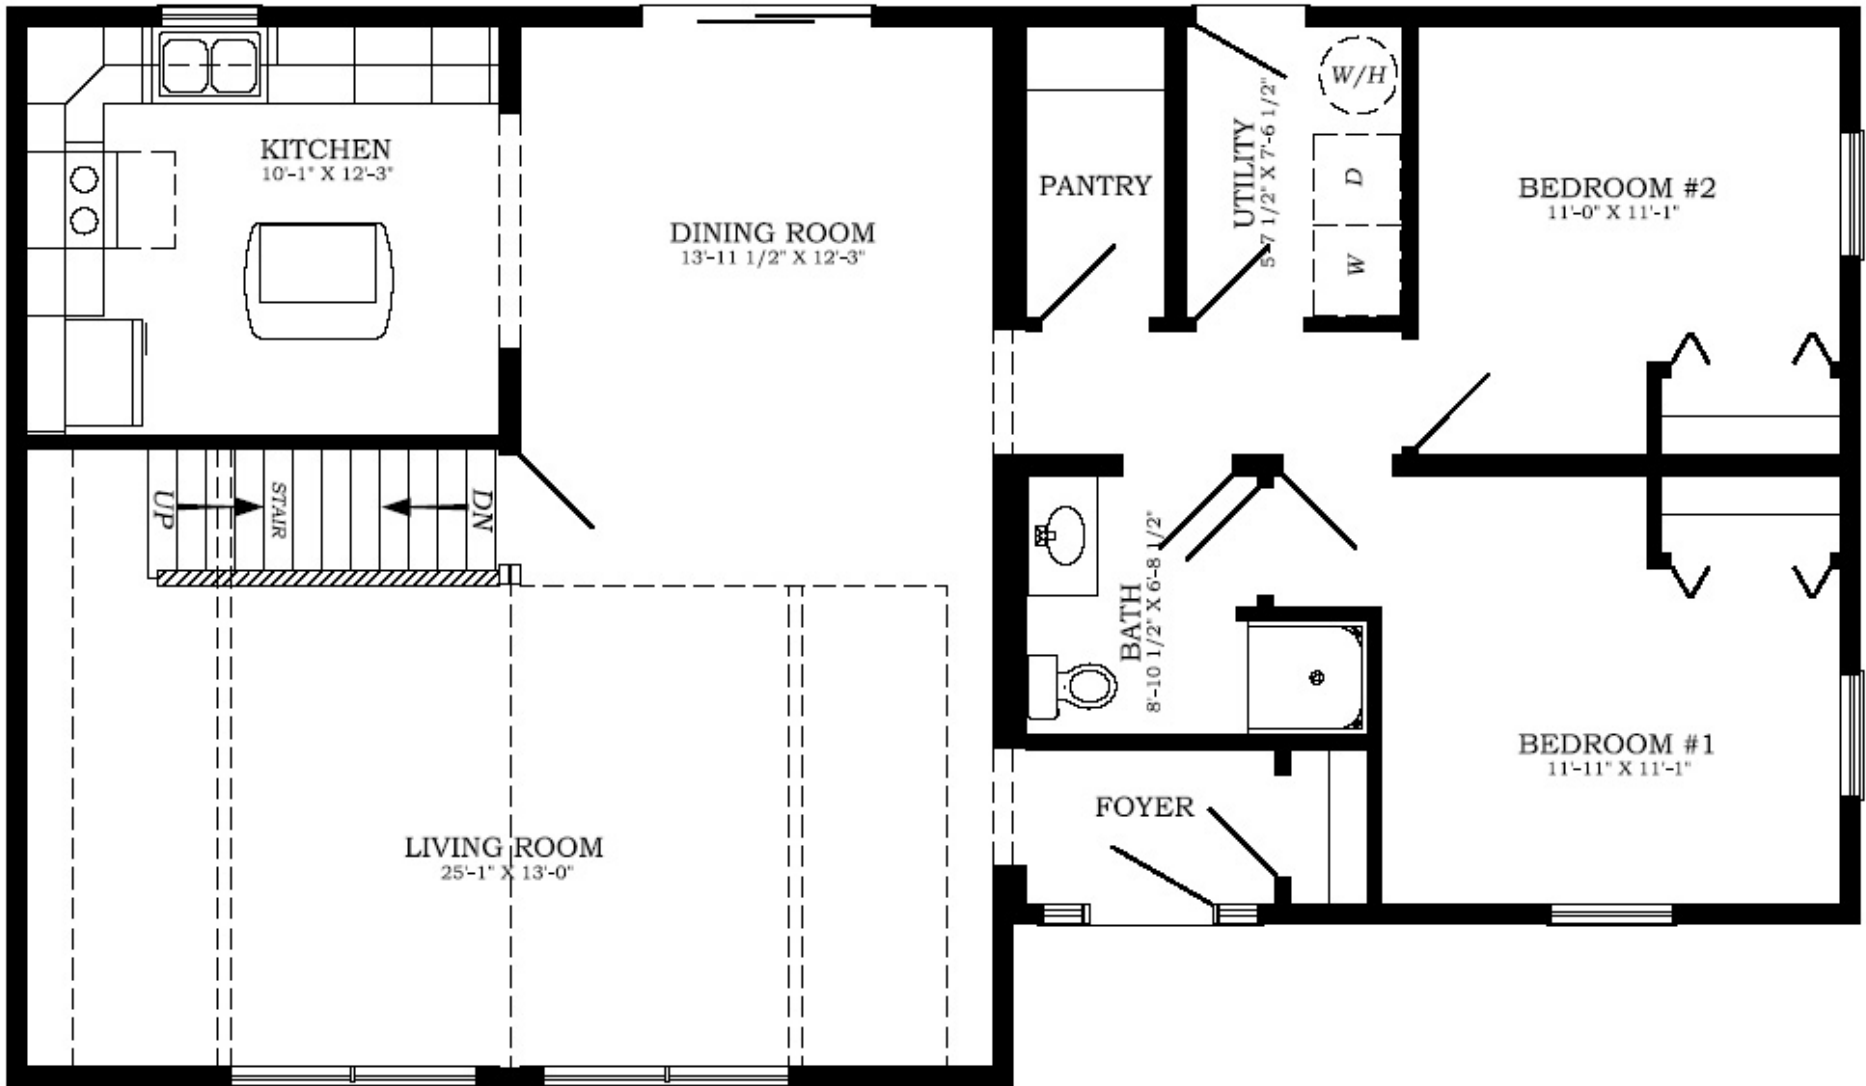 KITCHEN
10'-1" X 12'-3"
DINING ROOM
13'-11 1/2" X 12'-3"
PANTRY
UTILITY
5'-7 1/2" X 7'-6 1/2"
W/H
D
W
BEDROOM #2
11'-0" X 11'-1"
UP
STAIR
DN
BATH
8'-10 1/2" X 6'-8 1/2"
LIVING ROOM
25'-1" X 13'-0"
FOYER
BEDROOM #1
11'-11" X 11'-1"